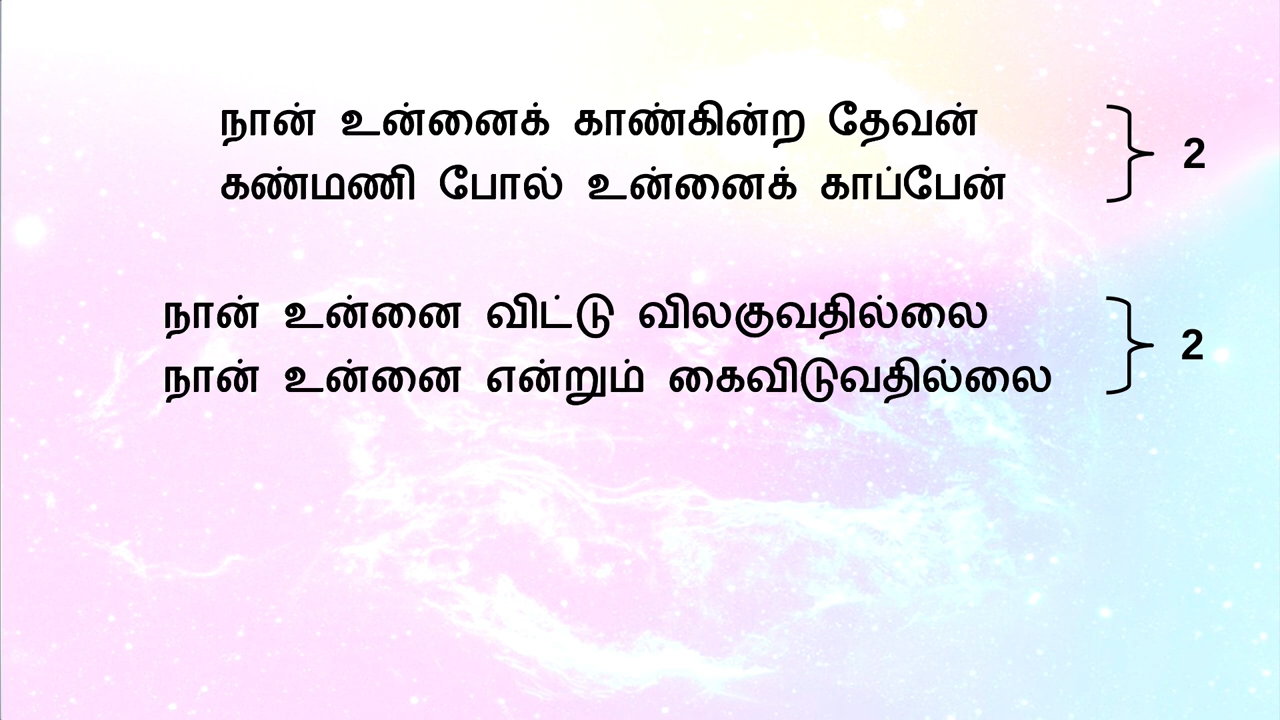 நான் உன்னைக் காண்கின்ற தேவன்
கண்மணி போல் உன்னைக் காப்பேன்
2
நான் உன்னை விட்டு விலகுவதில்லை
நான் உன்னை என்றும் கைவிடுவதில்லை
2